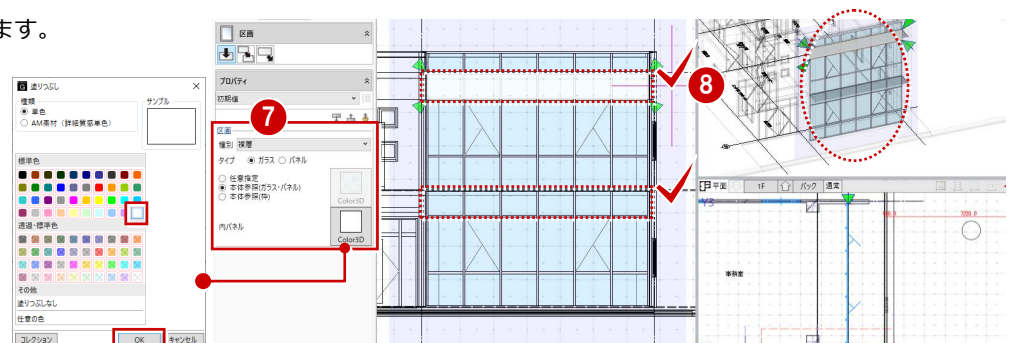 ます。
塗りつぶし
種類
単色
AM素材（詳細質感単色）
サンプル
標準色
透過・標準色
その他
塗りつぶしなし
任意の色
コレクション
OK
キャンセル
区画
プロパティ
初期値
7
区画
種別 複層
タイプ ガラス パネル
任意指定
本体参照(ガラス・パネル)
本体参照(枠)
Color3D
内パネル
Color3D
8
平面 1F バック 通常
Y3
7220.0
事務室